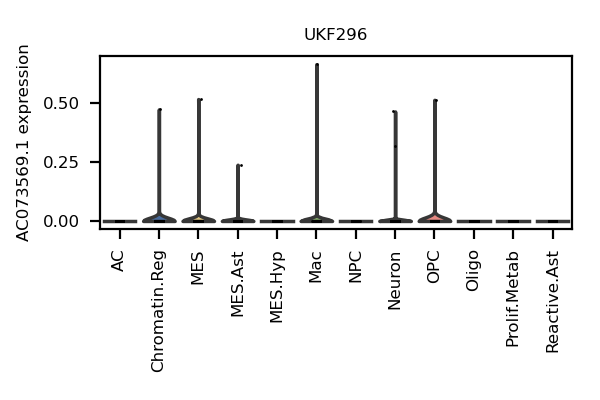 UKF296
AC073569.1 expression
0.50
0.25
0.00
AC
Chromatin.Reg
MES
MES.Ast
MES.Hyp
Mac
NPC
Neuron
OPC
Oligo
Prolif.Metab
Reactive.Ast